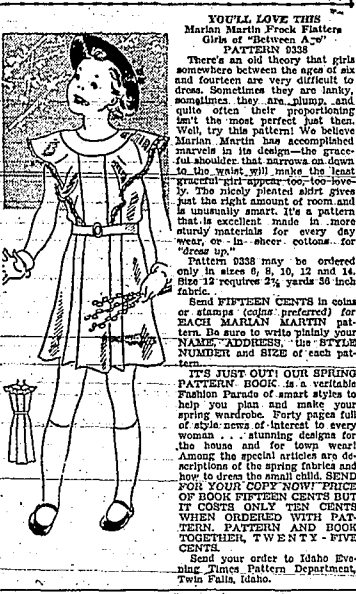 YOU'LL LOVE THIS
Marian Martin Frock Flatters
Girls of "Between Age"
PATTERN 9338
There's an old theory that girls
somewhere between the ages of six
and fourteen are very difficult to
dress. Sometimes they are lanky,
sometimes they are plump and
quite often their proportioning
isn't the most perfect just then.
Well, try this pattern! We believe
Marian Martin has accomplished
marvels in its design—the grace-
ful shoulder that narrows on down
to the waist will make the least
graceful girl appear too, too love-
ly. The nicely pleated skirt gives
just the right amount of room and
is unusually smart. It's a pattern
that is excellent made in more
sturdy materials for every day
wear, or in sheer cottons for
"dress up."
Pattern 9338 may be ordered
only in sizes 6, 8, 10, 12 and 14.
Size 12 requires 2⅞ yards 36 inch
fabric.
Send FIFTEEN CENTS in coins
or stamps (coins preferred) for
EACH MARIAN MARTIN pat-
tern. Be sure to write plainly your
NAME, ADDRESS, the STYLE
NUMBER and SIZE of each pat-
tern.
IT'S JUST OUT! OUR SPRING
PATTERN BOOK is a veritable
Fashion Parade of smart styles to
help you plan and make your
spring wardrobe. Forty pages full
of style news of interest to every
woman . . . stunning designs for
the house and for town wear!
Among the special articles are de-
scriptions of the spring fabrics and
how to dress the small child. SEND
FOR YOUR COPY NOW! PRICE
OF BOOK FIFTEEN CENTS BUT
IT COSTS ONLY TEN CENTS
WHEN ORDERED WITH PAT-
TERN. PATTERN AND BOOK
TOGETHER, TWENTY-FIVE
CENTS.
Send your order to Idaho Eve-
ning Times Pattern Department,
Twin Falls, Idaho.